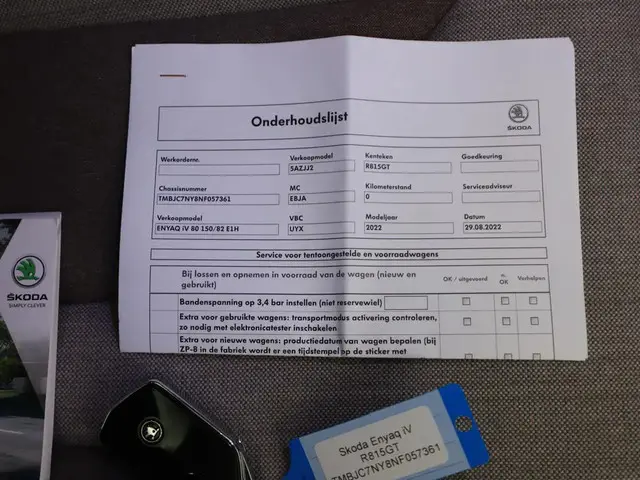 Onderhoudslijst
ŠKODA
Werkordernr.
Verkoopmodel
5AZJJ2
Kenteken
R815GT
Goedkeuring
Chassisnummer
TMBJC7NY8NF057361
MC
EBJA
Kilometerstand
0
Serviceadviseur
Verkoopmodel
ENYAQ iV 80 150/82 E1H
VBC
UYX
Modeljaar
2022
Datum
29.08.2022
Service voor tentoongestelde en voorraadwagens
Bij lossen en opnemen in voorraad van de wagen (nieuw en
gebruikt)
OK / uitgevoerd
n.
OK
Verholpen
Bandenspanning op 3,4 bar instellen (niet reservewiel)
Extra voor gebruikte wagens: transportmodus activering controleren,
zo nodig met elektronicatester inschakelen
Extra voor nieuwe wagens: productiedatum van wagen bepalen (bij
ZP-8 in de fabriek wordt er een tijdstempel op de sticker met
ŠKODA
SIMPLY CLEVER
Skoda Enyaq iV
R815GT
TMBJC7NY8NF057361